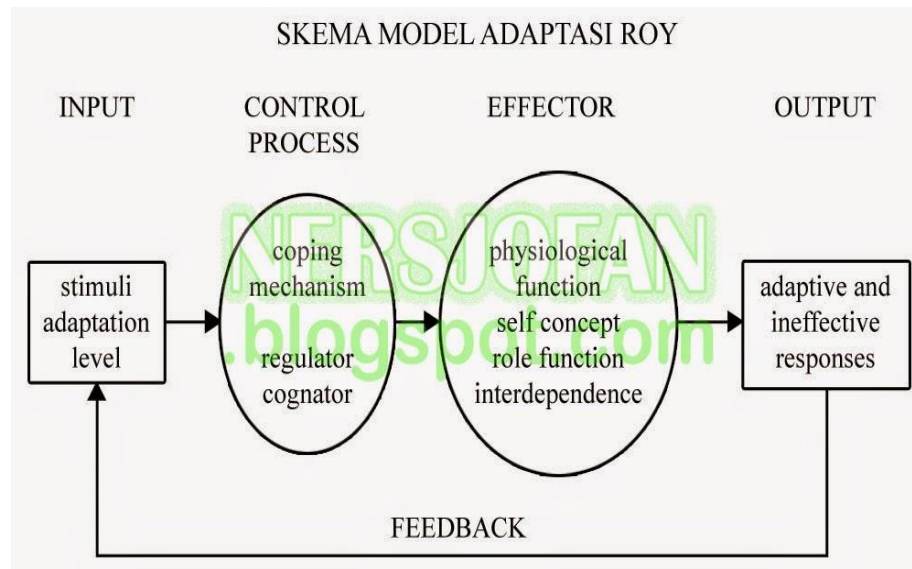 SKEMA MODEL ADAPTASI ROY
INPUT
CONTROL
PROCESS
EFFECTOR
OUTPUT
NERSJOFAN
.blogspot.com
stimuli
adaptation
level
coping
mechanism
regulator
cognator
physiological
function
self concept
role function
interdependence
adaptive and
ineffective
responses
FEEDBACK